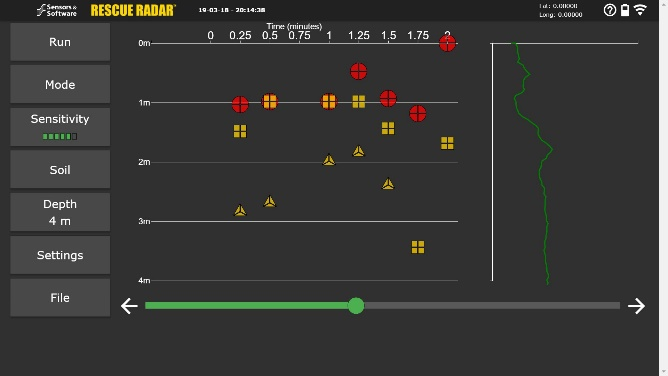 Sensors & Software
RESCUE RADAR
19-03-18 - 20:14:38
Lat: 0.00000
Long: 0.00000
Run
Mode
Sensitivity
Soil
Depth
4 m
Settings
File
Time (minutes)
0 0.25 0.5 0.75 1 1.25 1.5 1.75 2
0m
1m
2m
3m
4m